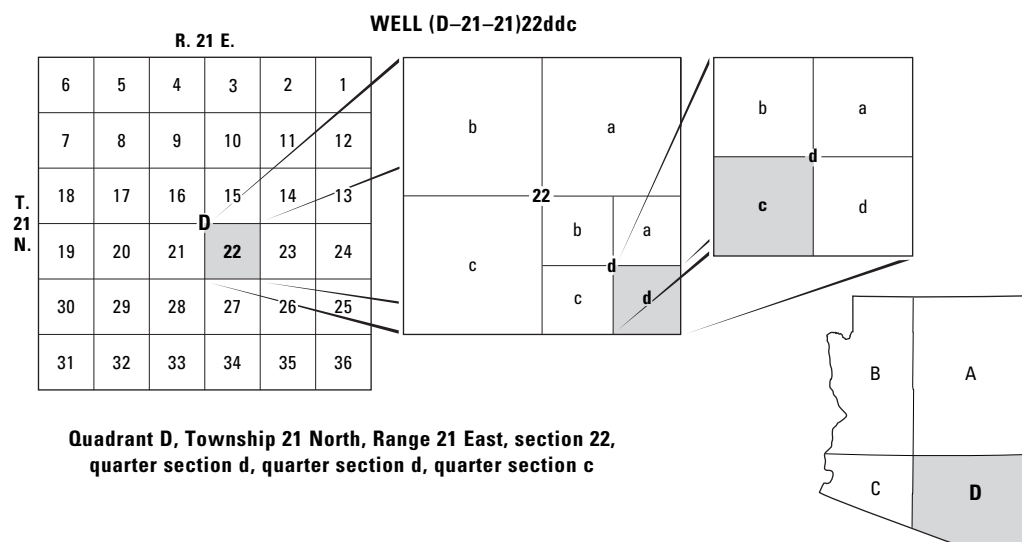 WELL (D–21–21)22ddc
R. 21 E.
6 5 4 3 2 1
7 8 9 10 11 12
18 17 16 15 14 13
T.
21
N.
D
19 20 21 22 23 24
30 29 28 27 26 25
31 32 33 34 35 36
b a
22
b a
c d
c d
b a
d
c d
B A
C D
Quadrant D, Township 21 North, Range 21 East, section 22,
quarter section d, quarter section d, quarter section c